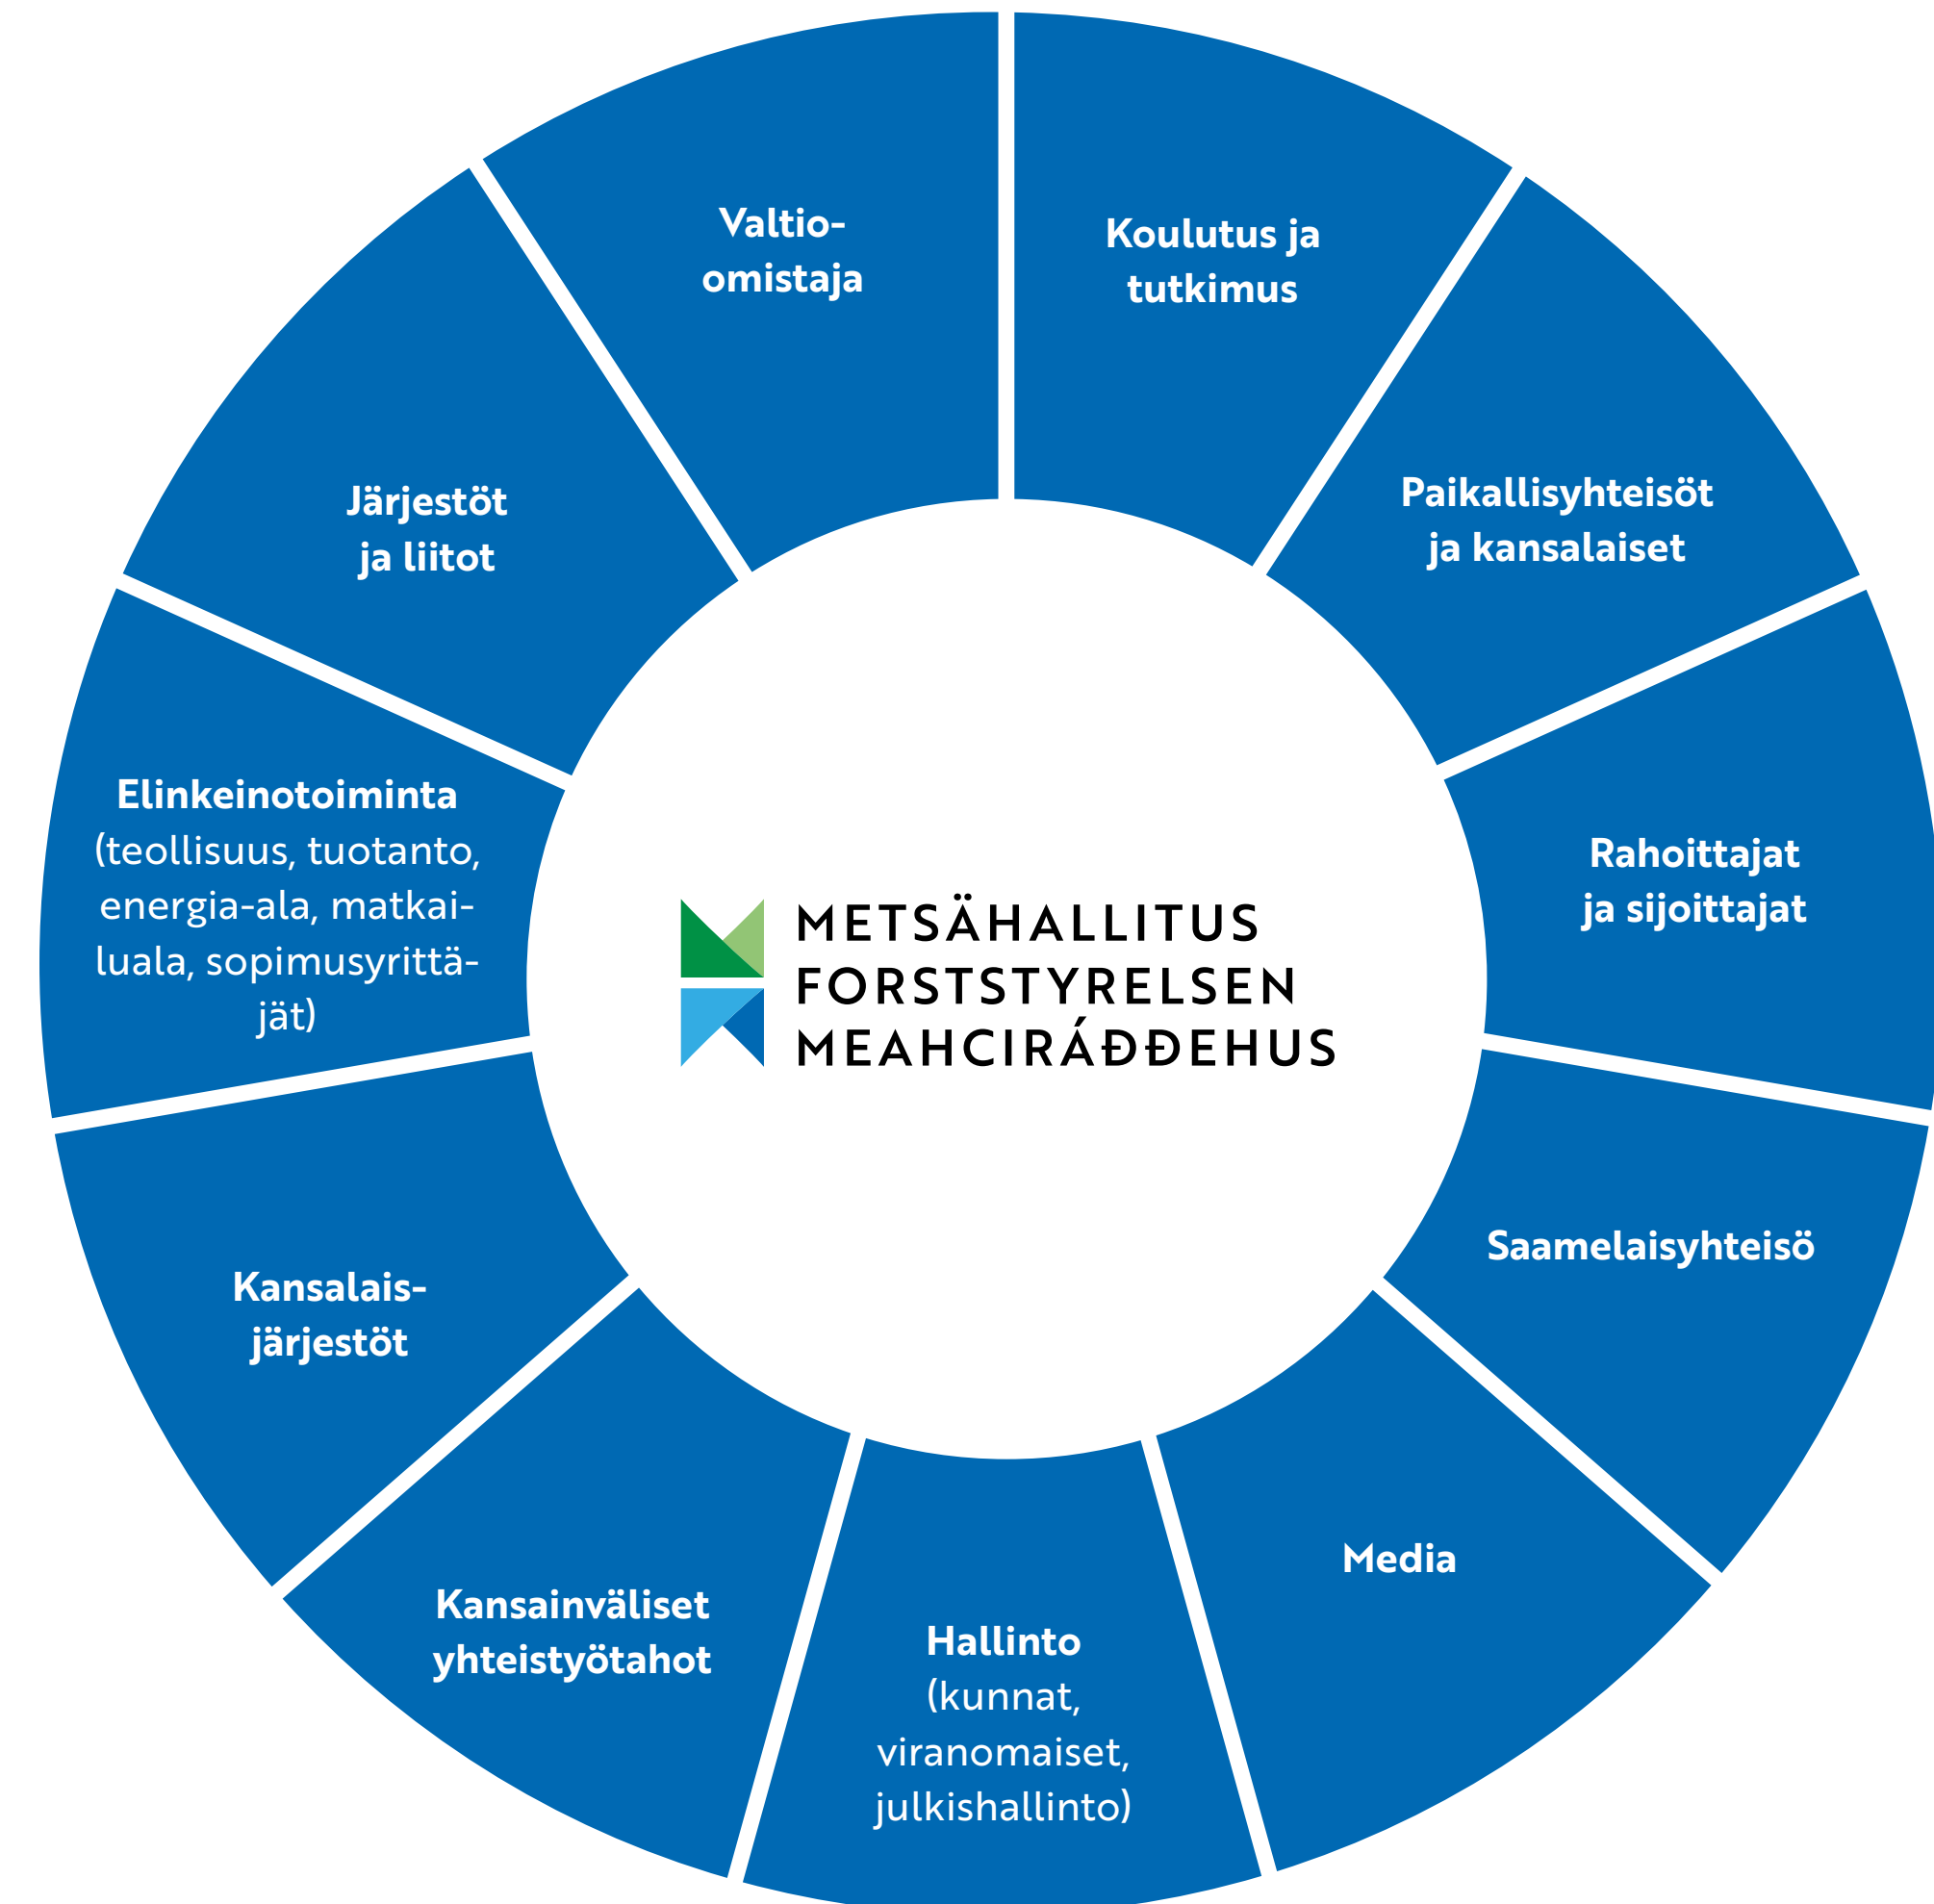 Valtio-
omistaja
Koulutus ja
tutkimus
Paikallisyhteisöt
ja kansalaiset
Rahoittajat
ja sijoittajat
Saamelaisyhteisö
Media
Hallinto
(kunnat,
viranomaiset,
julkishallinto)
Kansainväliset
yhteistyötahot
Kansalais-
järjestöt
Elinkeinotoiminta
(teollisuus, tuotanto,
energia-ala, matkai-
luala, sopimusyrittä-
jät)
Järjestöt
ja liitot
METSÄHALLITUS
FORSTSTYRELSEN
MEAHCIRÁĐĐEHUS